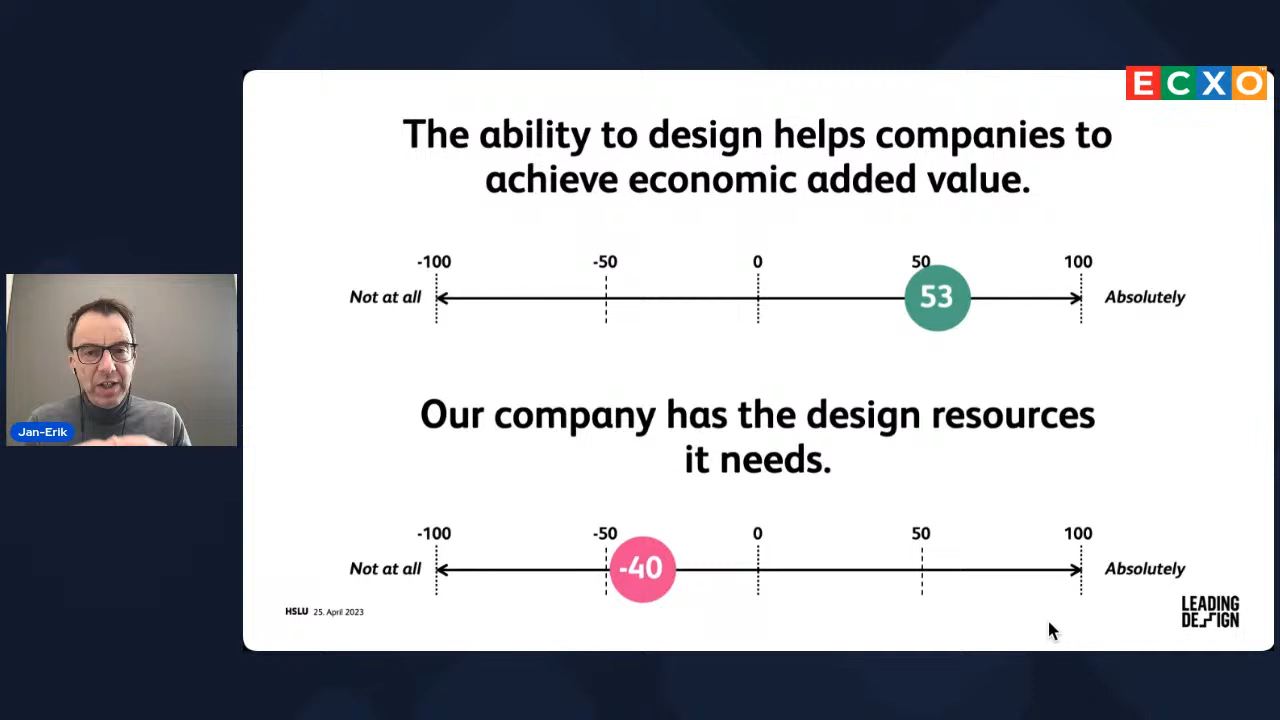 ECXO
The ability to design helps companies to
achieve economic added value.
-100 -50 0 50 100
Not at all 53 Absolutely
Jan-Erik
Our company has the design resources
it needs.
-100 -50 0 50 100
Not at all -40 Absolutely
HSLU 25. April 2023
LEADING
DESIGN